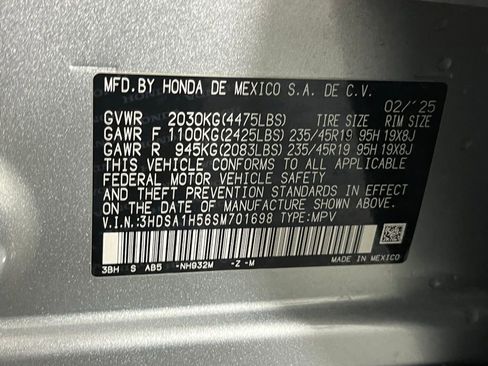 MFD.BY HONDA DE MEXICO S.A. DE C.V.
02/'25
GVWR 2030KG(4475LBS) TIRE SIZE RIM SIZE
GAWR F 1100KG(2425LBS) 235/45R19 95H 19X8J
GAWR R 945KG(2083LBS) 235/45R19 95H 19X8J
THIS VEHICLE CONFORMS TO ALL APPLICABLE
FEDERAL MOTOR VEHICLE SAFETY
AND THEFT PREVENTION STANDARDS IN EFFECT
ON THE DATE OF MANUFACTURE SHOWN ABOVE.
V.I.N.:3HDSA1H56SM701698 TYPE:MPV
3BH S AB5 -NH932M -Z -M
MADE IN MEXICO